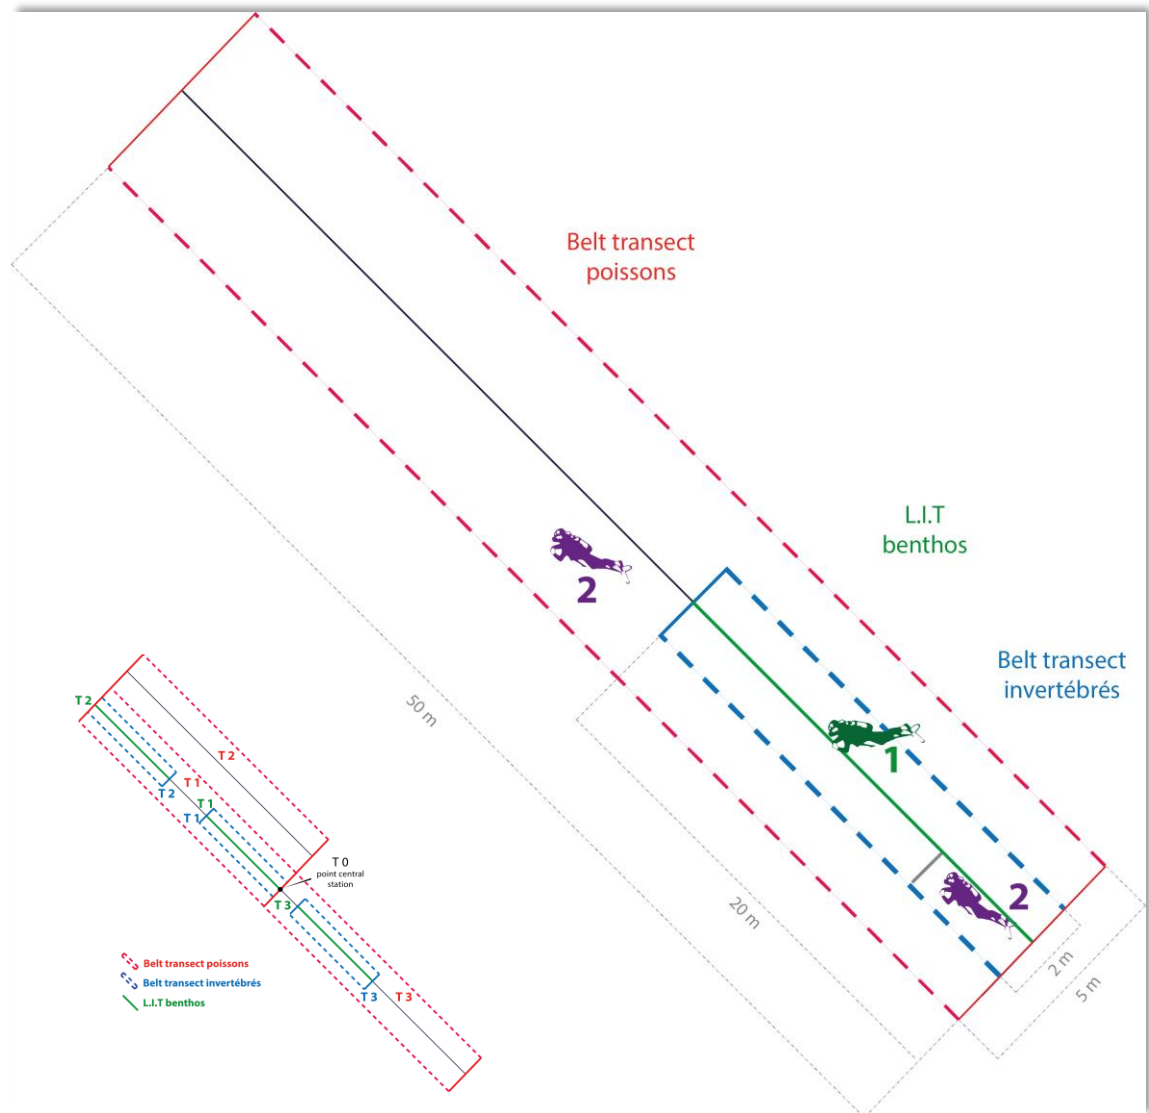 Belt transect
poissons
L.I.T
benthos
2
Belt transect
invertébrés
50 m
1
2
20 m
2 m
5 m
T 2
T 2
T 1
T 2
T 1
T 1
T 0
point central
station
T 3
T 3
T 3
Belt transect poissons
Belt transect invertébrés
L.I.T benthos